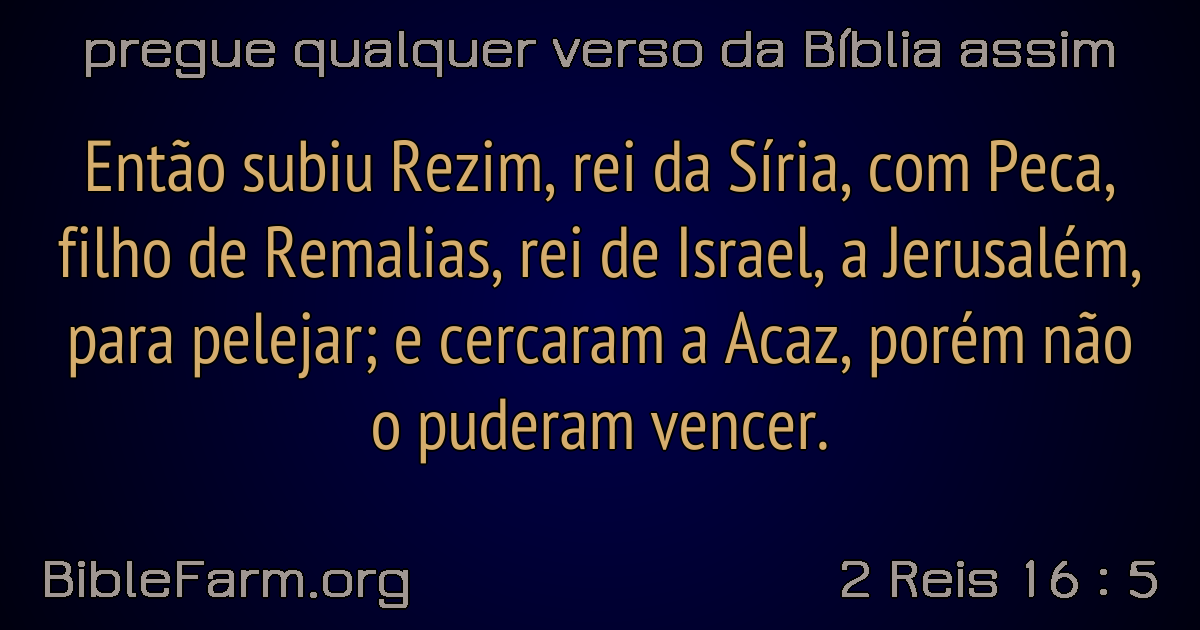 pregue qualquer verso da Bíblia assim
Então subiu Rezim, rei da Síria, com Peca,
filho de Remalias, rei de Israel, a Jerusalém,
para pelejar; e cercaram a Acaz, porém não
o puderam vencer.
BibleFarm.org
2 Reis 16 : 5